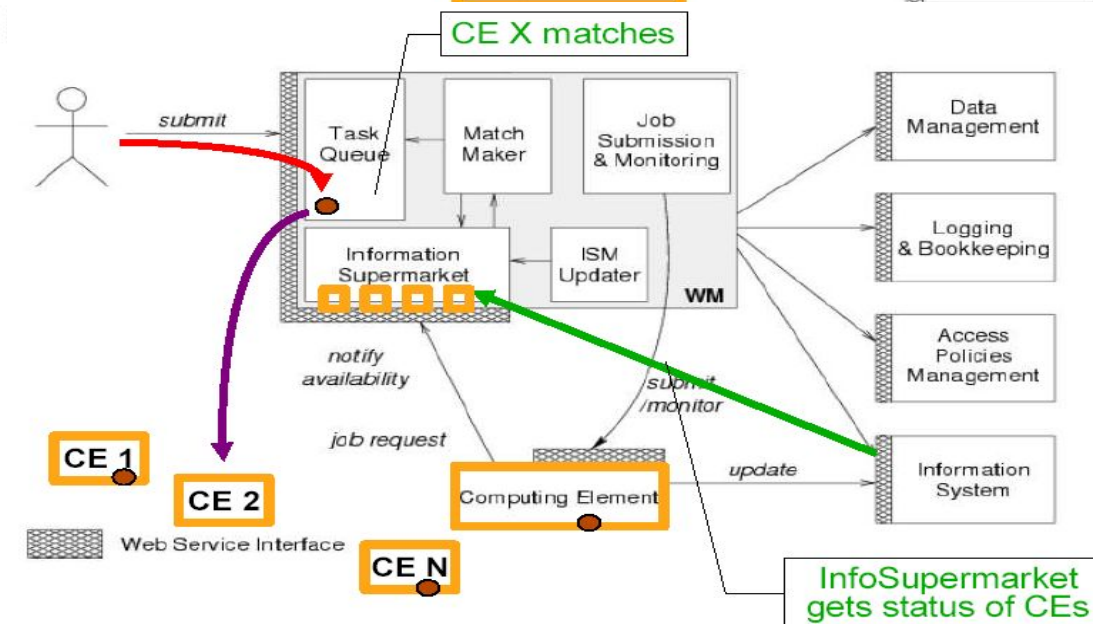 CE X matches
submit
Task
Queue
Match
Maker
Job
Submission
& Monitoring
Data
Management
Information
Supermarket
ISM
Updater
WM
Logging
& Bookkeeping
notify
availability
submit
/monitor
Access
Policies
Management
job request
CE 1
CE 2
Computing Element
update
Information
System
Web Service Interface
CE N
InfoSupermarket
gets status of CEs